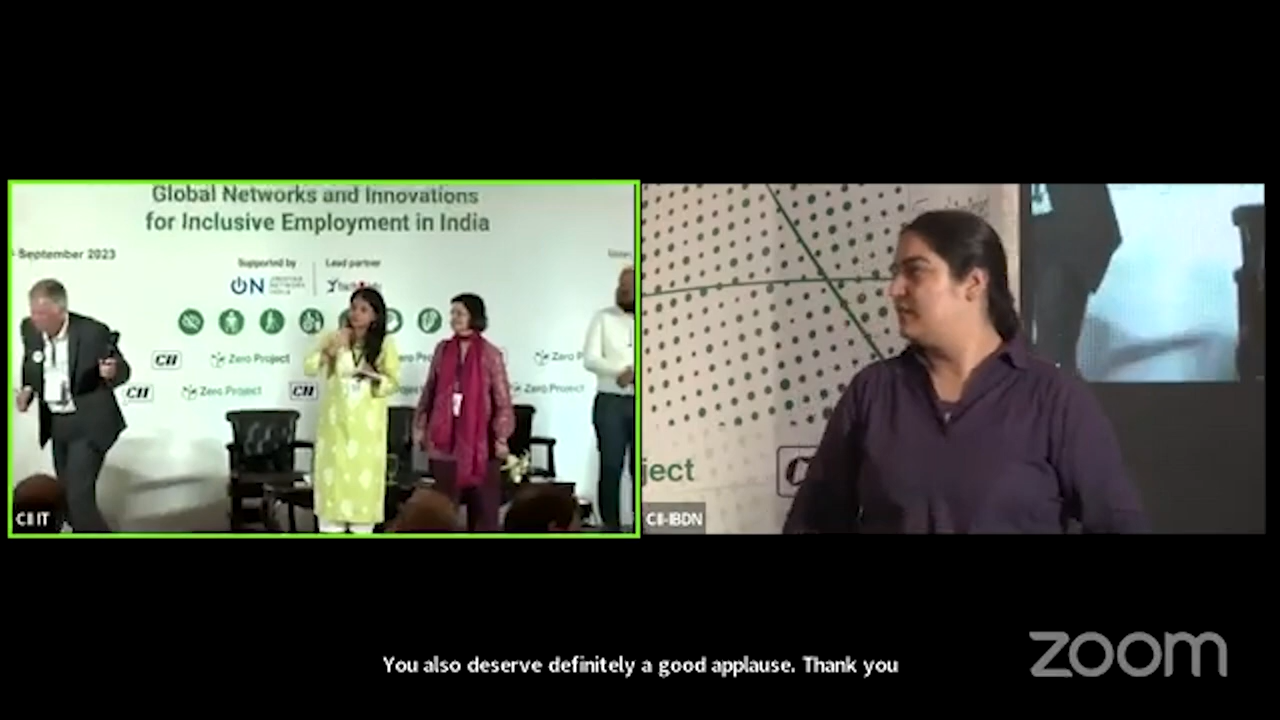 Global Networks and Innovations
for Inclusive Employment in India
September 2023
Supported by
Lead partner
ON
CII
Zero Project
Zero P
CII
Zero Project
CII
Zero Project
CII IT
ject
CII-IBDN
You also deserve definitely a good applause. Thank you
zoom